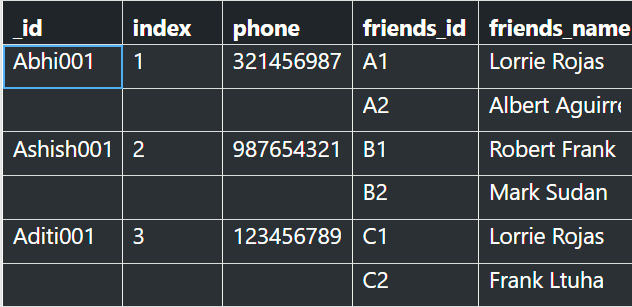 _id index phone friends_id friends_name
Abhi001 1 321456987 A1 Lorrie Rojas
A2 Albert Aguirre
Ashish001 2 987654321 B1 Robert Frank
B2 Mark Sudan
Aditi001 3 123456789 C1 Lorrie Rojas
C2 Frank Ltuha